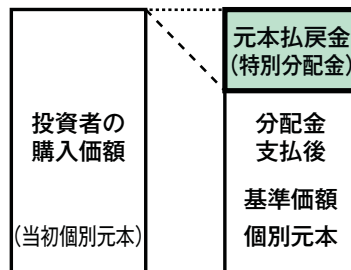 投資者の
購入価額
(当初個別元本)
元本払戻金
(特別分配金)
分配金
支払後
基準価額
個別元本